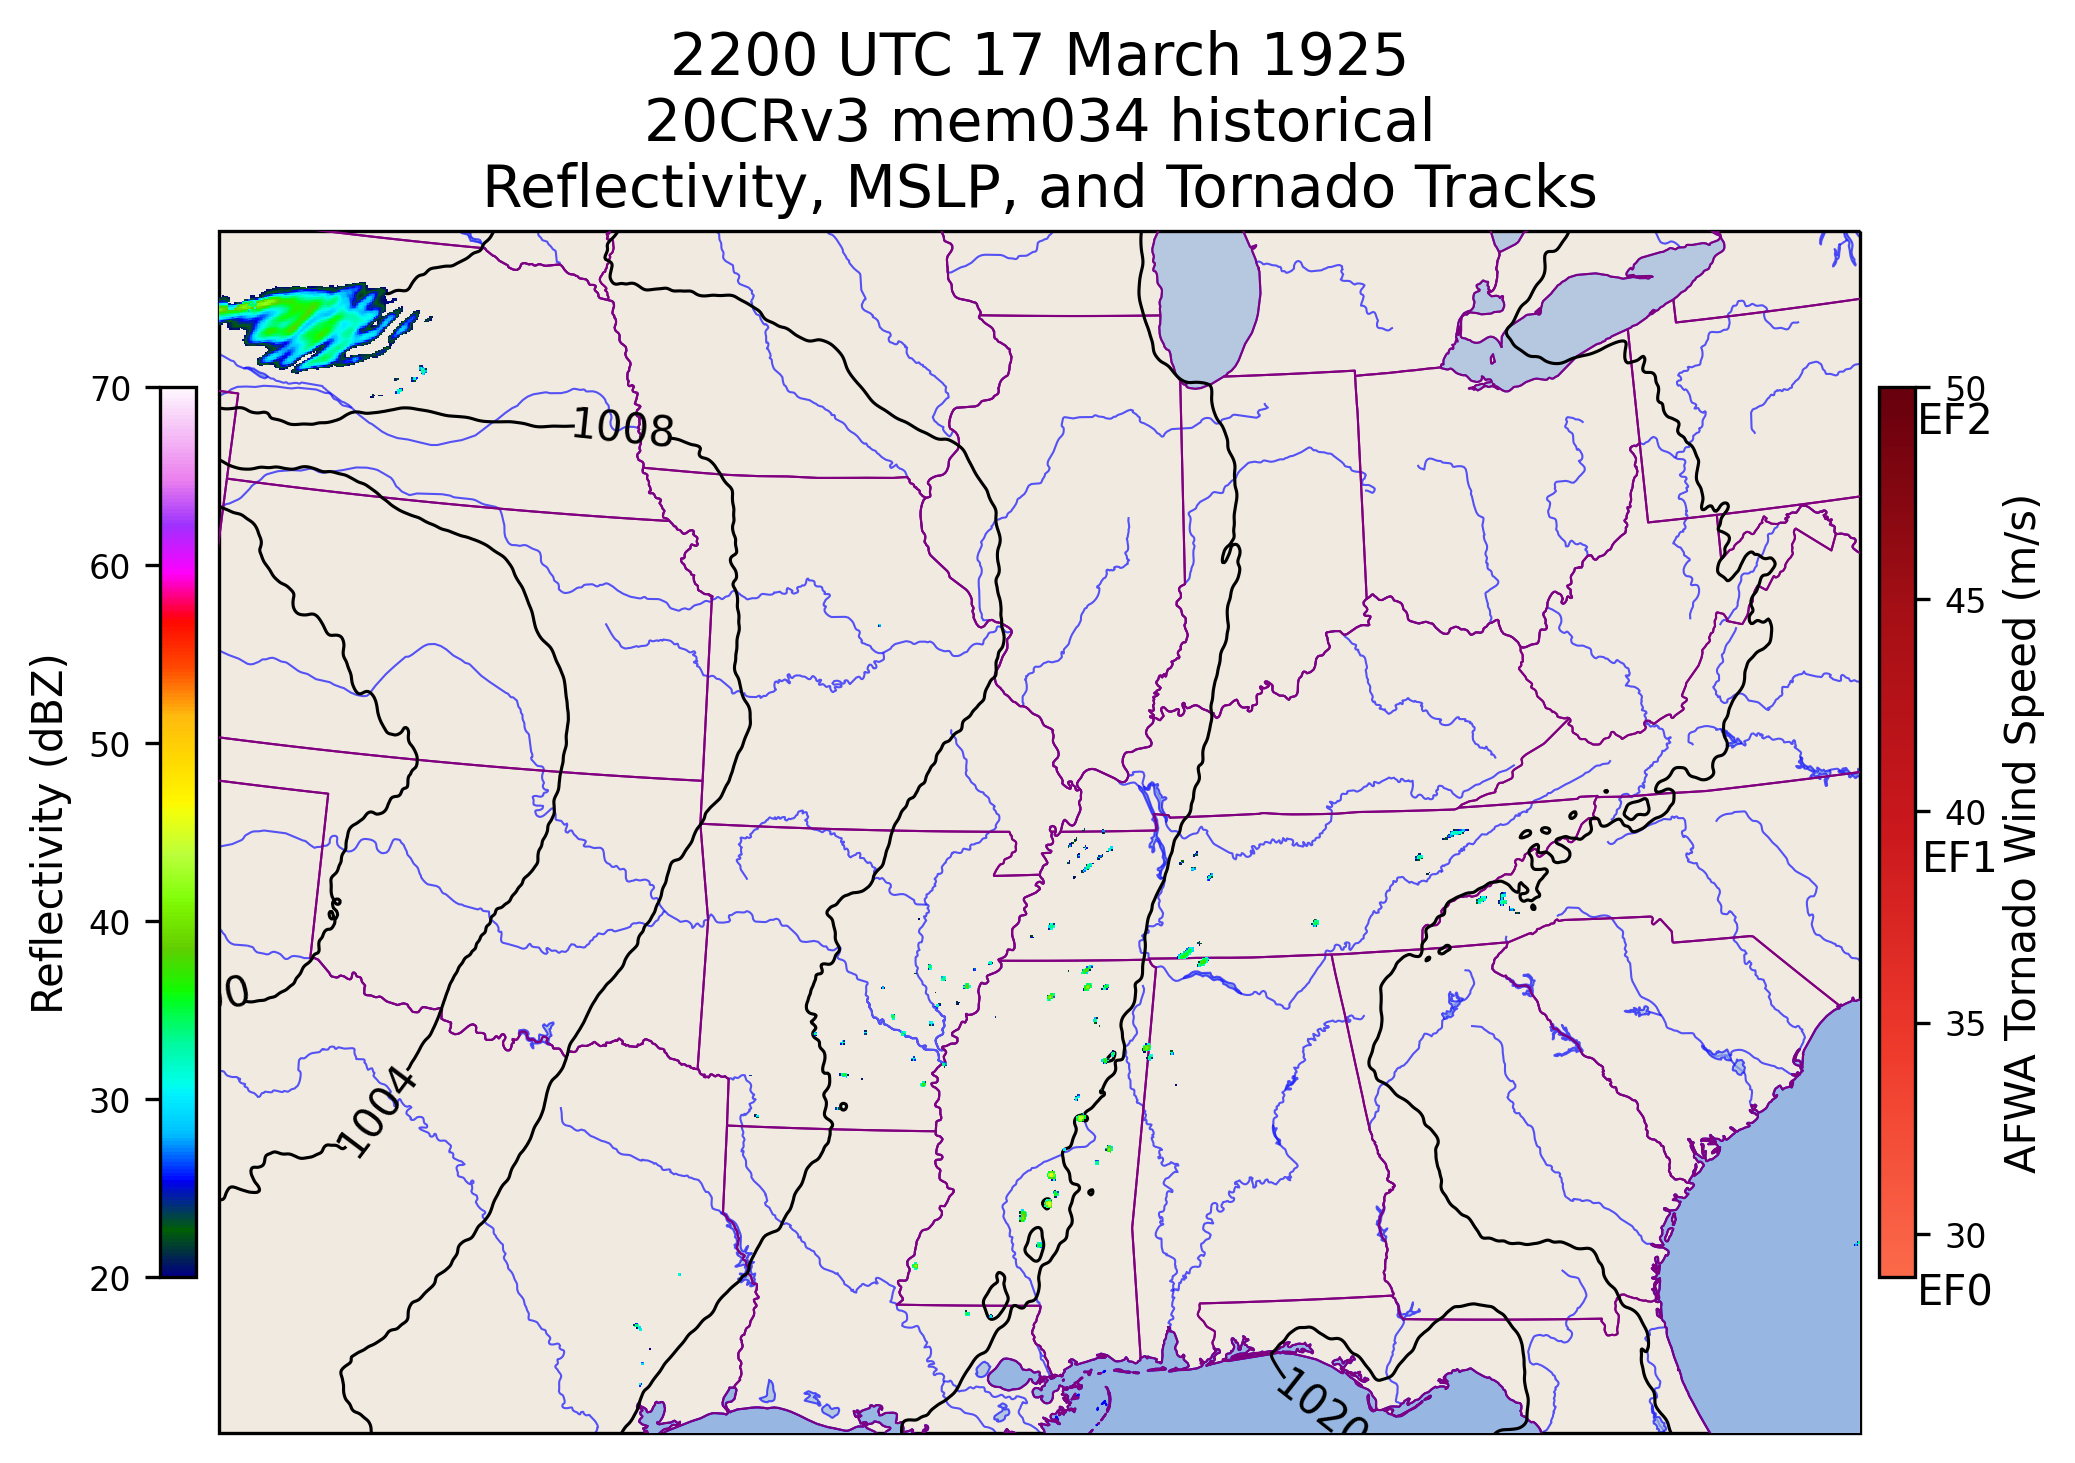 2200 UTC 17 March 1925
20CRv3 mem034 historical
Reflectivity, MSLP, and Tornado Tracks
Reflectivity (dBZ)
70
60
50
40
30
20
1008
0
1004
1020
50
EF2
45
40
EF1
35
30
EF0
AFWA Tornado Wind Speed (m/s)